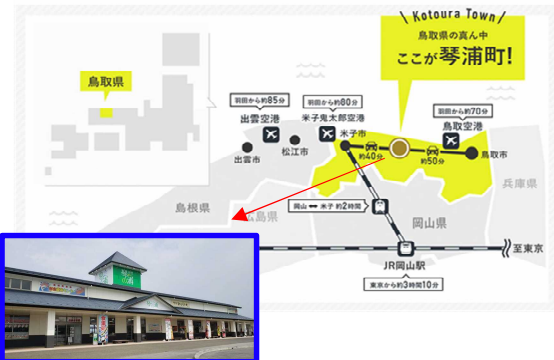 \ Kotoura Town /
鳥取県の真ん中
ここが琴浦町!
鳥取県
羽田から約85分
出雲空港
羽田から約80分
米子鬼太郎空港
羽田から約70分
鳥取空港
米子市
出雲市
松江市
約40分
約50分
鳥取市
兵庫県
島根県
広島県
岡山 ⇔ 米子 約2時間
岡山県
至東京
JR岡山駅
東京から約3時間10分